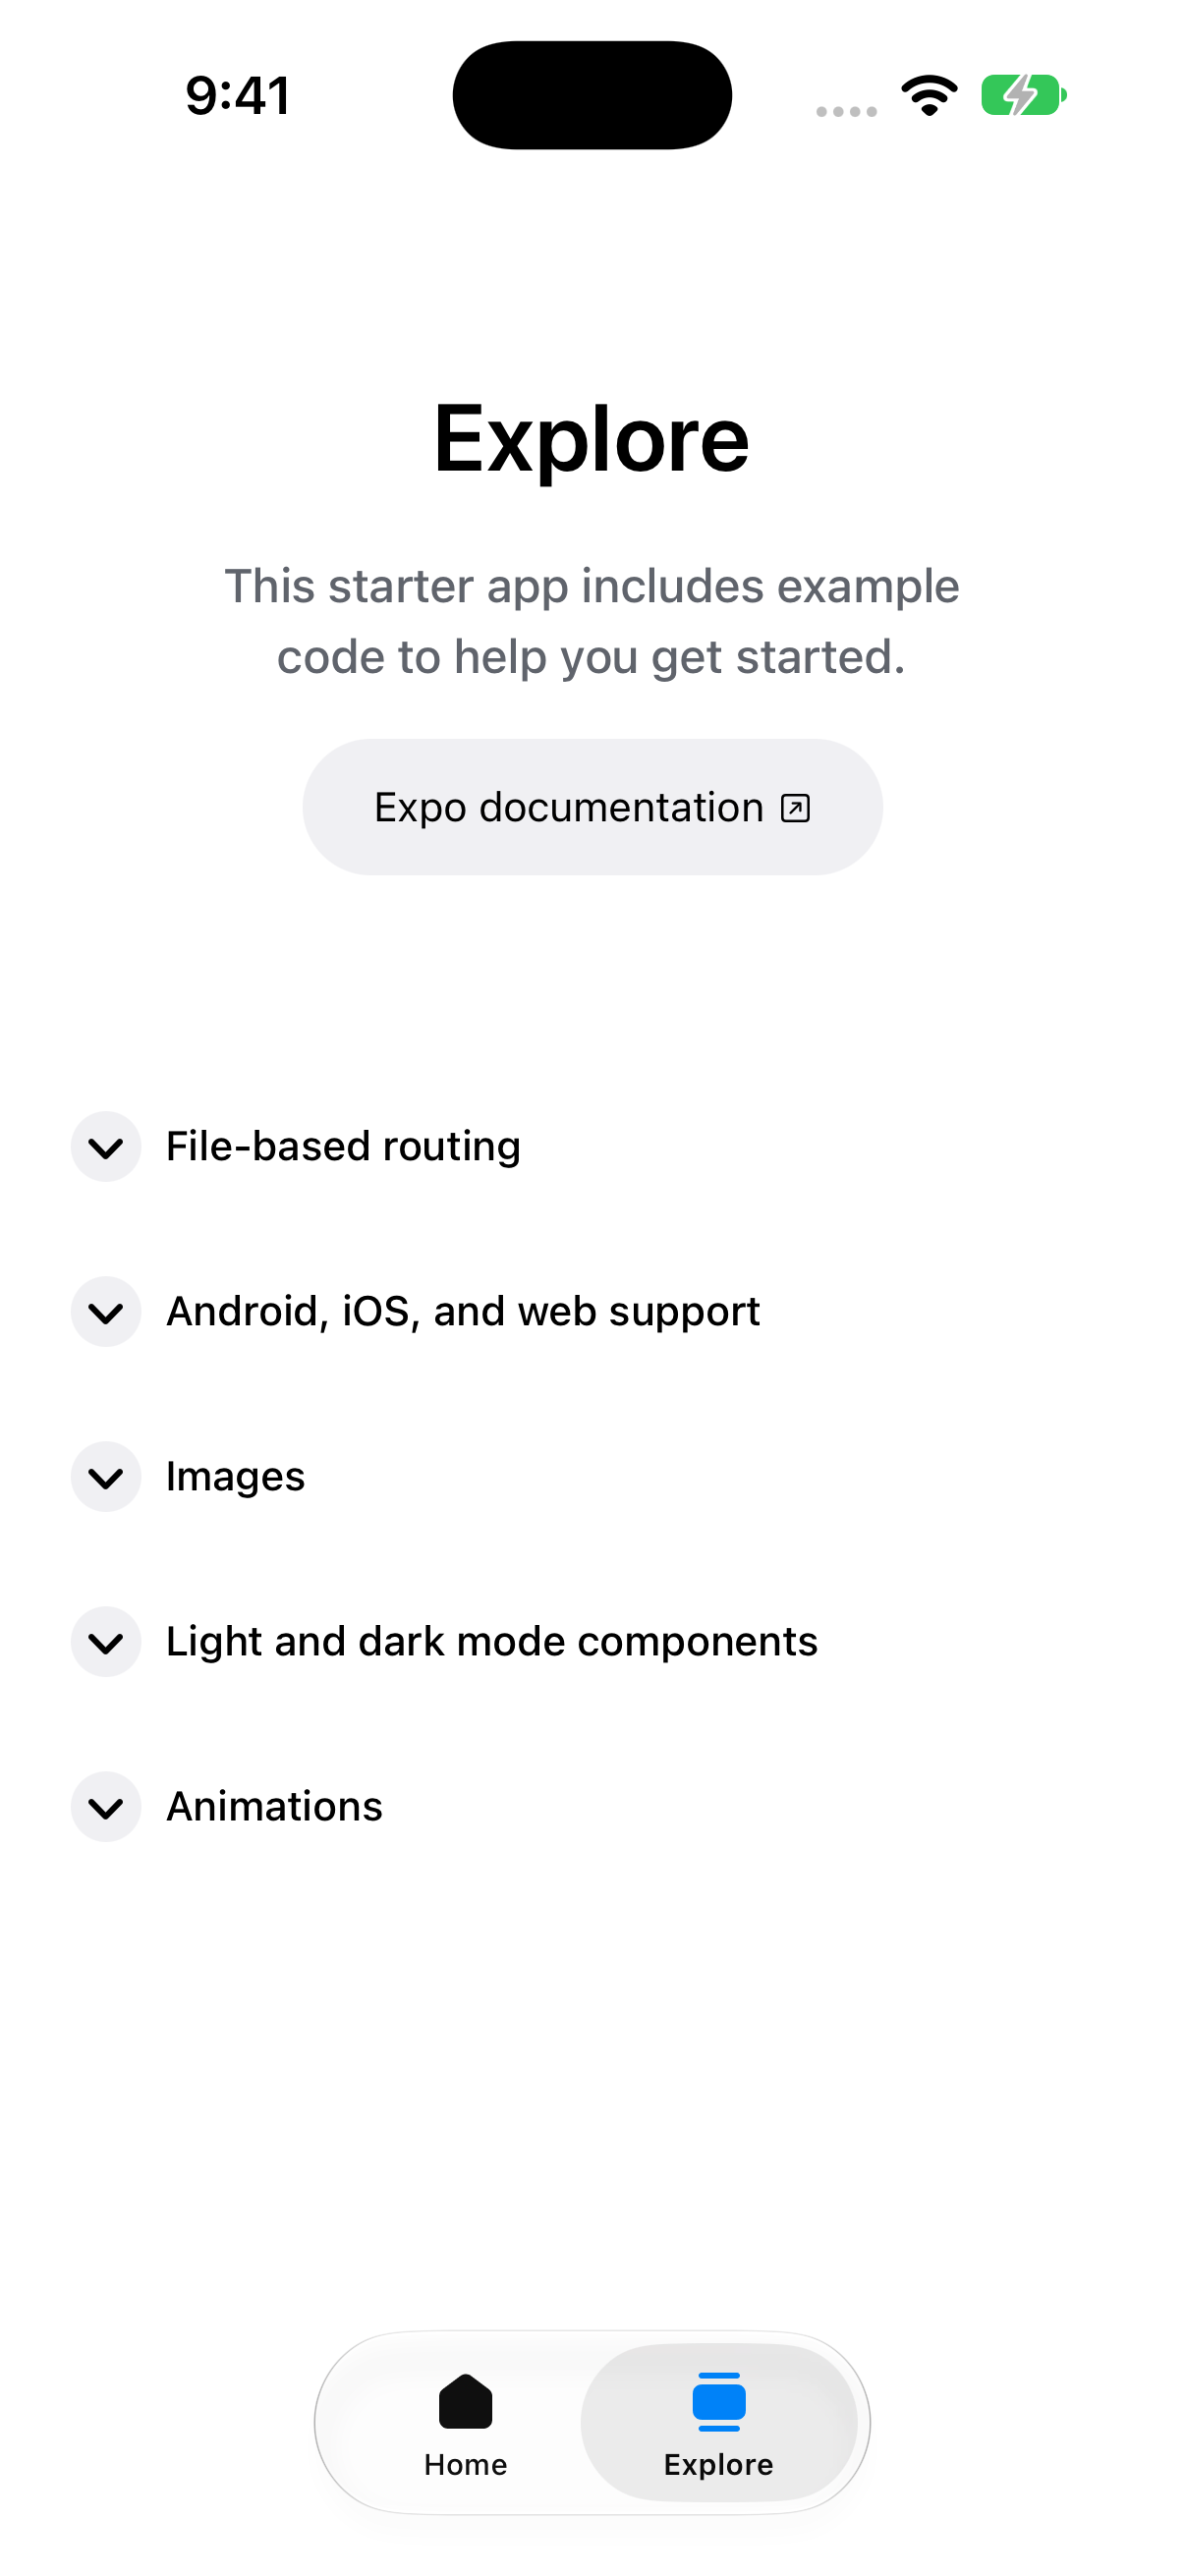 9:41
Explore
This starter app includes example
code to help you get started.
Expo documentation
File-based routing
Android, iOS, and web support
Images
Light and dark mode components
Animations
Home
Explore